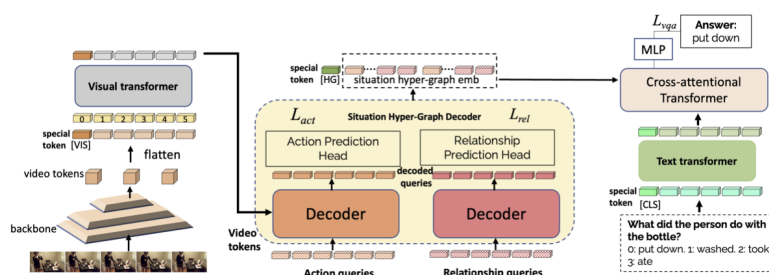 Visual transformer
0 1 2 3 4 5
special
token
[VIS]
flatten
video tokens
backbone
special
token
[HG]
situation hyper-graph emb
L_act
Situation Hyper-Graph Decoder
L_rel
Action Prediction
Head
Relationship
Prediction Head
decoded
queries
Decoder
Decoder
Video
tokens
Action queries
Relationship queries
L_vqa
Answer:
put down
MLP
Cross-attentional
Transformer
Text transformer
special
token
[CLS]
What did the person do with
the bottle?
0: put down. 1: washed. 2: took
3: ate